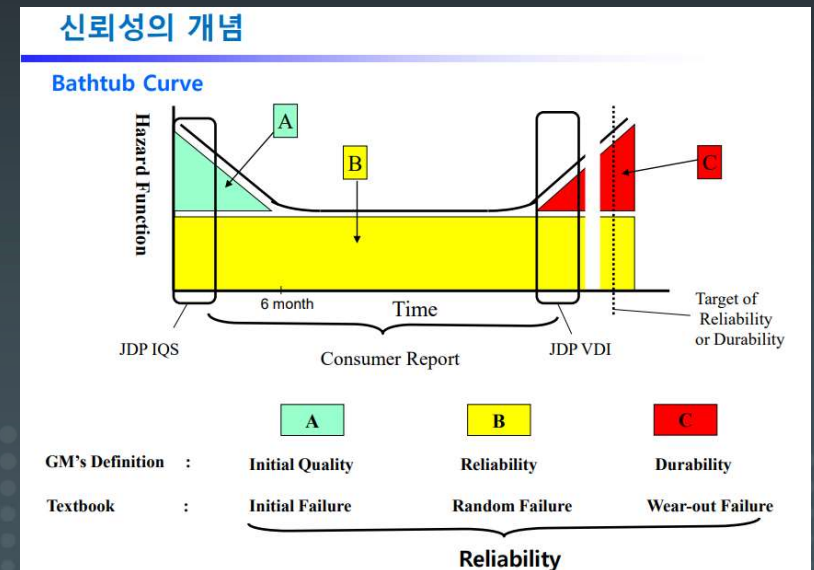 신뢰성의 개념
Bathtub Curve
Hazard Function
A
B
C
6 month
Time
JDP IQS
Consumer Report
JDP VDI
Target of
Reliability
or Durability
A B C
GM's Definition : Initial Quality Reliability Durability
Textbook : Initial Failure Random Failure Wear-out Failure
Reliability